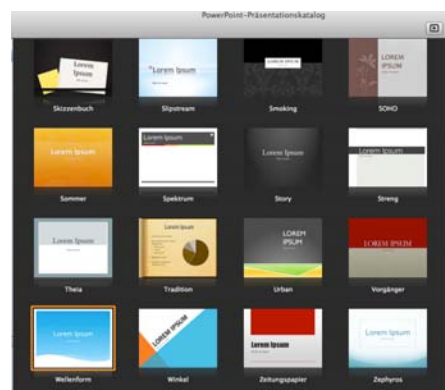 PowerPoint-Präsentationskatalog
Lorem
Ipsum
Lorem Ipsum
LOREM
IPSUM
Skizzenbuch
Slipstream
Smoking
SOHO
Lorem Ipsum
Lorem Ipsum
Lorem Ipsum
Lorem Ipsum
Sommer
Spektrum
Story
Streng
Lorem Ipsum
Lorem Ipsum
LOREM
IPSUM
LOREM IPSUM
Theia
Tradition
Urban
Vorgänger
Lorem Ipsum
LOREM IPSUM
Lorem Ipsum
Lorem Ipsum
Wellenform
Winkel
Zeitungspapier
Zephyros